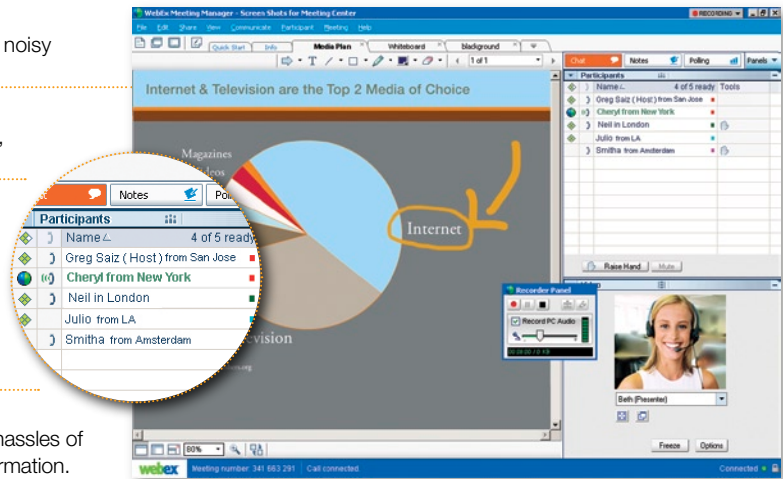 noisy
,
hassles of
rmation.
WebEx Meeting Manager - Screen Shots for Meeting Center
RECORDING
File Edit Share View Communicate Participant Meeting Help
Quick Start Info Media Plan Whiteboard blackground
1 of 1
Chat Notes Polling Panels
Internet & Television are the Top 2 Media of Choice
Magazines
Internet
Participants
Name 4 of 5 ready Tools
Greg Saiz (Host) from San Jose
Cheryl from New York
Neil in London
Julio from LA
Smitha from Amsterdam
Raise Hand Mute
Notes
Participants
Name 4 of 5 ready
Greg Saiz (Host) from San Jose
Cheryl from New York
Neil in London
Julio from LA
Smitha from Amsterdam
vision
Recorder Panel
Record PC Audio
Beth (Presenter)
Freeze Options
80%
webex Meeting number: 341 663 291 Call connected
Connected